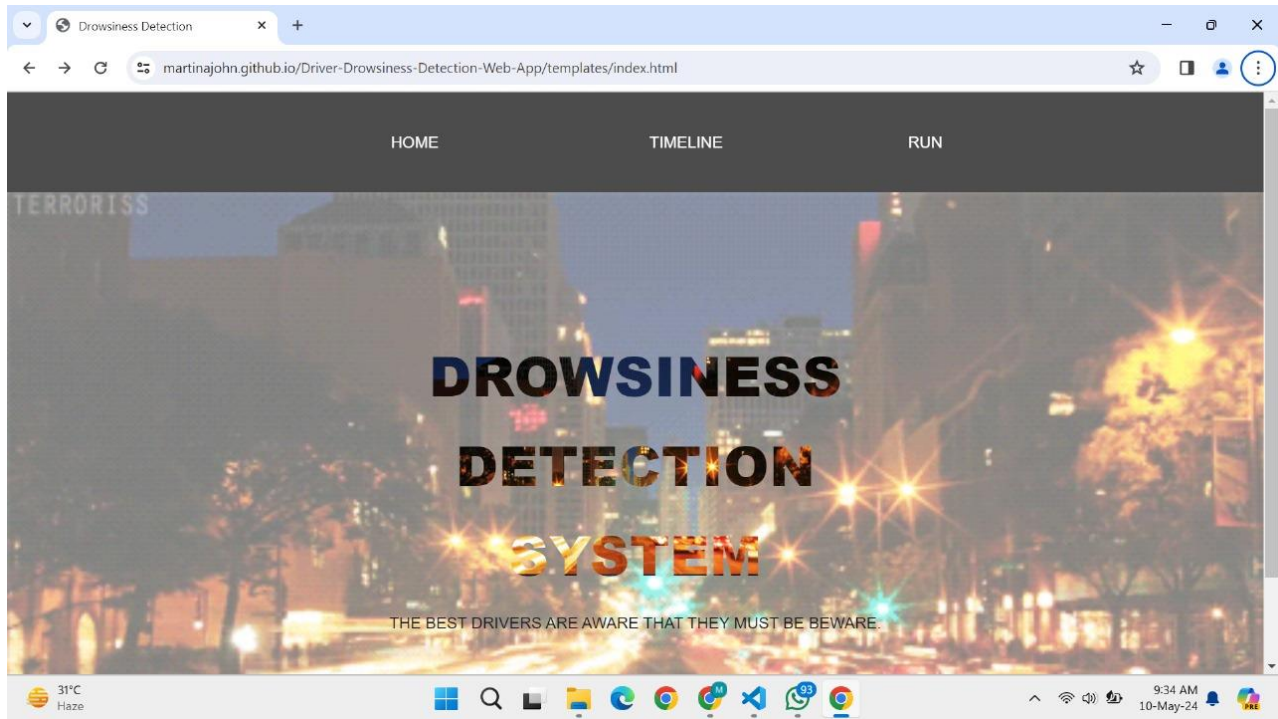 Drowsiness Detection
martinajohn.github.io/Driver-Drowsiness-Detection-Web-App/templates/index.html
HOME TIMELINE RUN
TERRORISS
DROWSINESS
DETECTION
SYSTEM
THE BEST DRIVERS ARE AWARE THAT THEY MUST BE BEWARE.
31°C
Haze
M
93
9:34 AM
10-May-24
PRE